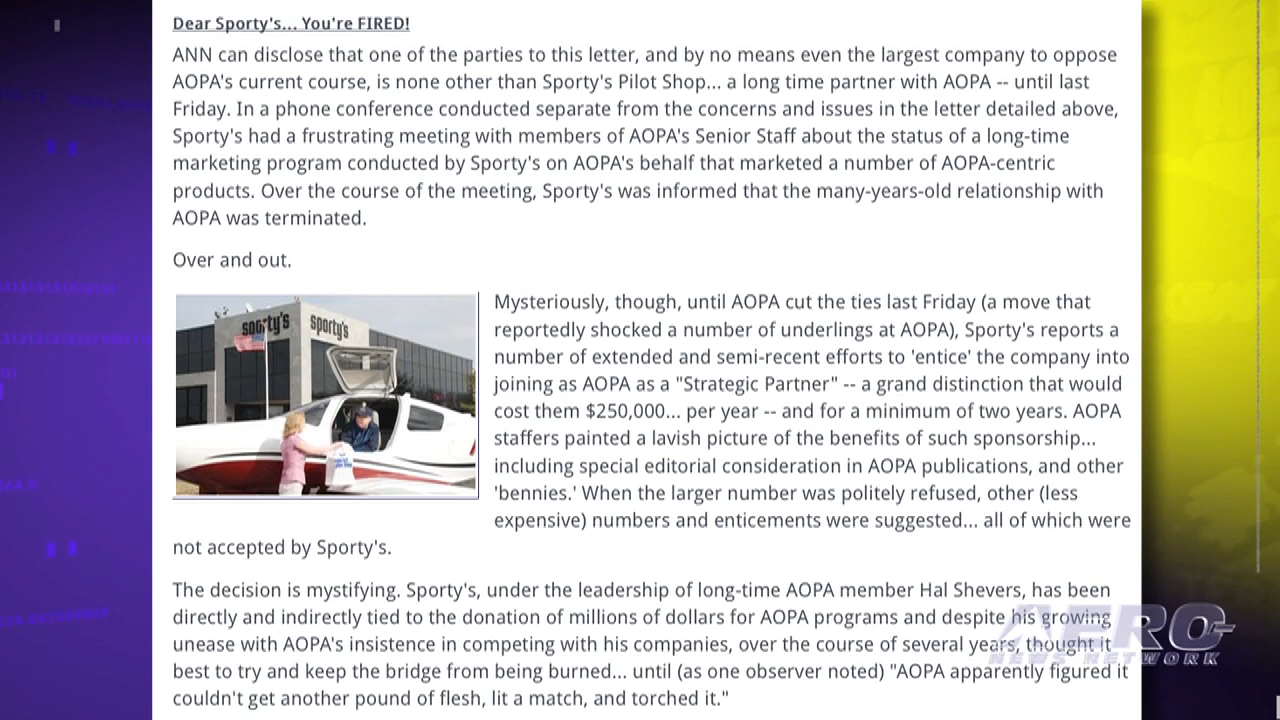 Dear Sporty's... You're FIRED!
ANN can disclose that one of the parties to this letter, and by no means even the largest company to oppose
AOPA's current course, is none other than Sporty's Pilot Shop... a long time partner with AOPA -- until last
Friday. In a phone conference conducted separate from the concerns and issues in the letter detailed above,
Sporty's had a frustrating meeting with members of AOPA's Senior Staff about the status of a long-time
marketing program conducted by Sporty's on AOPA's behalf that marketed a number of AOPA-centric
products. Over the course of the meeting, Sporty's was informed that the many-years-old relationship with
AOPA was terminated.
Over and out.
sporty's sporty's
Mysteriously, though, until AOPA cut the ties last Friday (a move that
reportedly shocked a number of underlings at AOPA), Sporty's reports a
number of extended and semi-recent efforts to 'entice' the company into
joining as AOPA as a "Strategic Partner" -- a grand distinction that would
cost them $250,000... per year -- and for a minimum of two years. AOPA
staffers painted a lavish picture of the benefits of such sponsorship...
including special editorial consideration in AOPA publications, and other
'bennies.' When the larger number was politely refused, other (less
expensive) numbers and enticements were suggested... all of which were
not accepted by Sporty's.
The decision is mystifying. Sporty's, under the leadership of long-time AOPA member Hal Shevers, has been
directly and indirectly tied to the donation of millions of dollars for AOPA programs and despite his growing
unease with AOPA's insistence in competing with his companies, over the course of several years, thought it
best to try and keep the bridge from being burned... until (as one observer noted) "AOPA apparently figured it
couldn't get another pound of flesh, lit a match, and torched it."
AERO
NEWS NETWORK